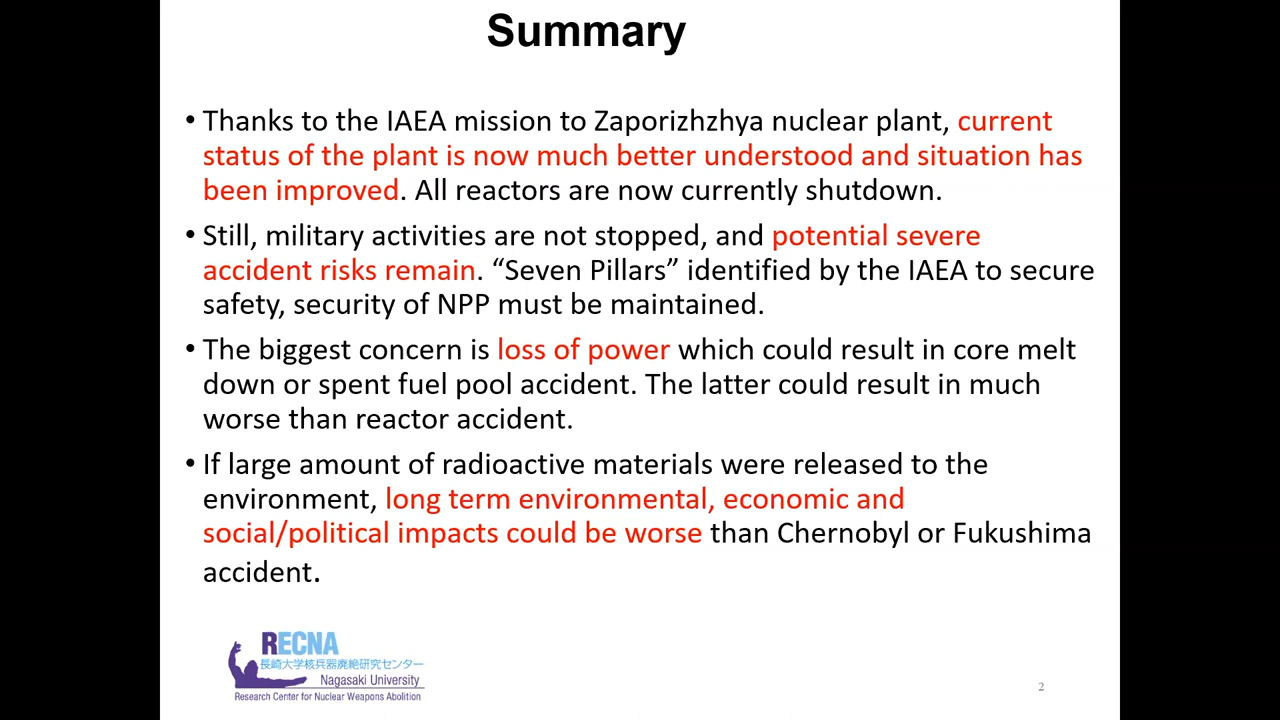 Summary
• Thanks to the IAEA mission to Zaporizhzhya nuclear plant, current
status of the plant is now much better understood and situation has
been improved. All reactors are now currently shutdown.
• Still, military activities are not stopped, and potential severe
accident risks remain. “Seven Pillars” identified by the IAEA to secure
safety, security of NPP must be maintained.
• The biggest concern is loss of power which could result in core melt
down or spent fuel pool accident. The latter could result in much
worse than reactor accident.
• If large amount of radioactive materials were released to the
environment, long term environmental, economic and
social/political impacts could be worse than Chernobyl or Fukushima
accident.
RECNA
長崎大学核兵器廃絶研究センター
Nagasaki University
Research Center for Nuclear Weapons Abolition
2